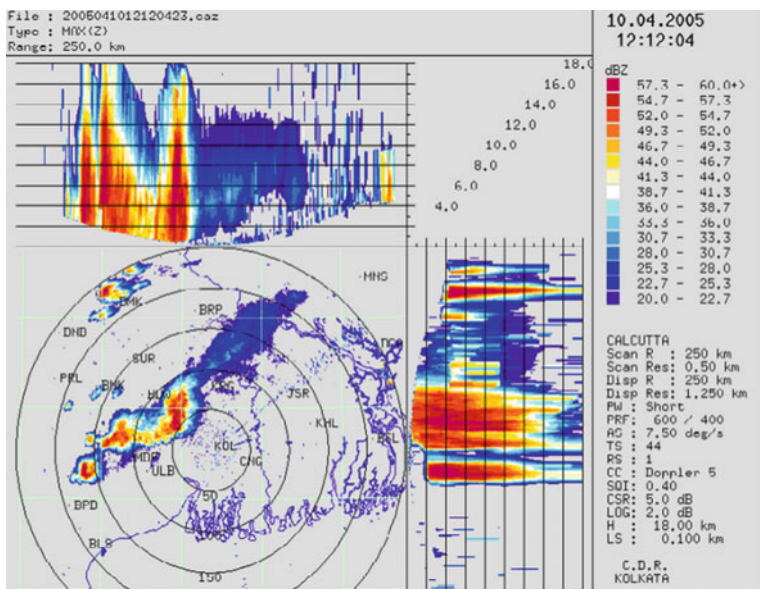 File : 2005041012120423.caz
Type : MAX(Z)
Range: 250.0 km
18.0
16.0
14.0
12.0
10.0
8.0
6.0
4.0
MNS
DMK
BRP
DND
SUR
PRL
BNK
KRG
JSR
KHL
KOL
BSL
MDP
CNG
ULB
50
BPD
100
BLS
150
10.04.2005
12:12:04
dBZ
57.3 - 60.0+>
54.7 - 57.3
52.0 - 54.7
49.3 - 52.0
46.7 - 49.3
44.0 - 46.7
41.3 - 44.0
38.7 - 41.3
36.0 - 38.7
33.3 - 36.0
30.7 - 33.3
28.0 - 30.7
25.3 - 28.0
22.7 - 25.3
20.0 - 22.7
CALCUTTA
Scan R : 250 km
Scan Res: 0,50 km
Disp R : 250 km
Disp Res: 1,250 km
PW : Short
PRF: 600 / 400
AS : 7.50 deg/s
TS : 44
RS : 1
CC : Doppler 5
SQI: 0.40
CSR: 5.0 dB
LOG: 2.0 dB
H : 18.00 km
LS : 0.100 km
C.D.R.
KOLKATA